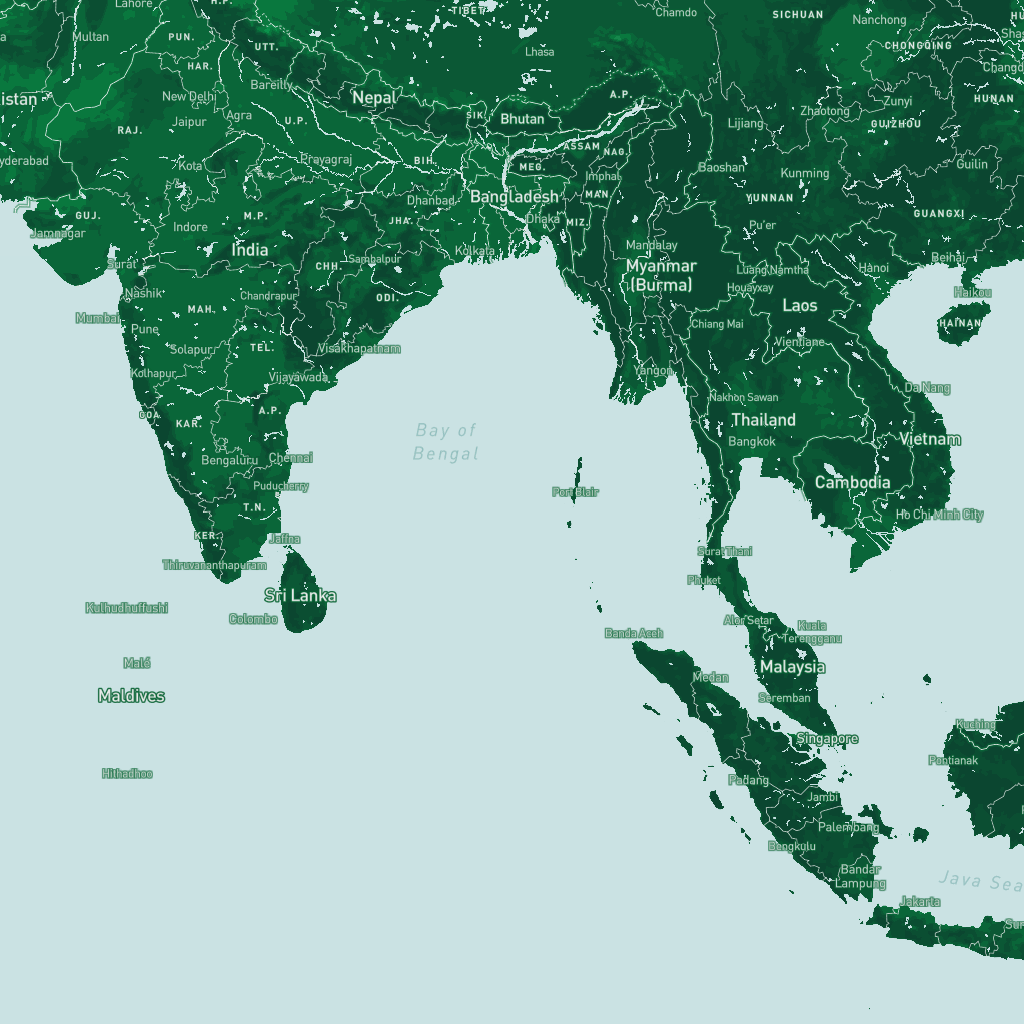 Lahore
H.P.
TIBET
Chamdo
SICHUAN
Nanchong
Multan
PUN.
UTT.
Lhasa
CHONGQING
HAR.
Bareilly
A.P.
Changd
istan
New Delhi
Nepal
SIK.
Bhutan
Zunyi
HUNAN
Jaipur
Agra
U.P.
Zhaotong
RAJ.
Lijiang
GUIZHOU
ASSAM
NAG.
yderabad
Kota
Prayagraj
BIH.
MEG.
Imphal
Baoshan
Kunming
Guilin
Dhanbad
Bangladesh
MAN
YUNNAN
GUJ.
M.P.
JHA.
Dhaka
MIZ.
Pu'er
GUANGXI
Jamnagar
Indore
India
Kolkata
Mandalay
Surat
CHH.
Sambalpur
Myanmar
(Burma)
Luang Namtha
Hànoi
Beihai
Nashik
Chandrapur
ODI.
Houayxay
Haikou
Mumbai
MAH.
Laos
Pune
Chiang Mai
HAINAN
Solapur
TEL.
Visakhapatnam
Vientiane
Kolhapur
Vijayawada
Yangon
Da Nang
GOA
A.P.
Nakhon Sawan
KAR.
Thailand
Bay of
Bengal
Bangkok
Vietnam
Bengaluru
Chennai
Puducherry
Port Blair
Cambodia
T.N.
Ho Chi Minh City
KER.
Jaffna
Surat Thani
Thiruvananthapuram
Phuket
Sri Lanka
Kulhudhuffushi
Colombo
Alor Setar
Kuala
Terengganu
Banda Aceh
Malé
Malaysia
Maldives
Medan
Seremban
Kuching
Singapore
Hithadhoo
Pontianak
Padang
Jambi
Palembang
Bengkulu
Bandar
Lampung
Java Sea
Jakarta
Sur